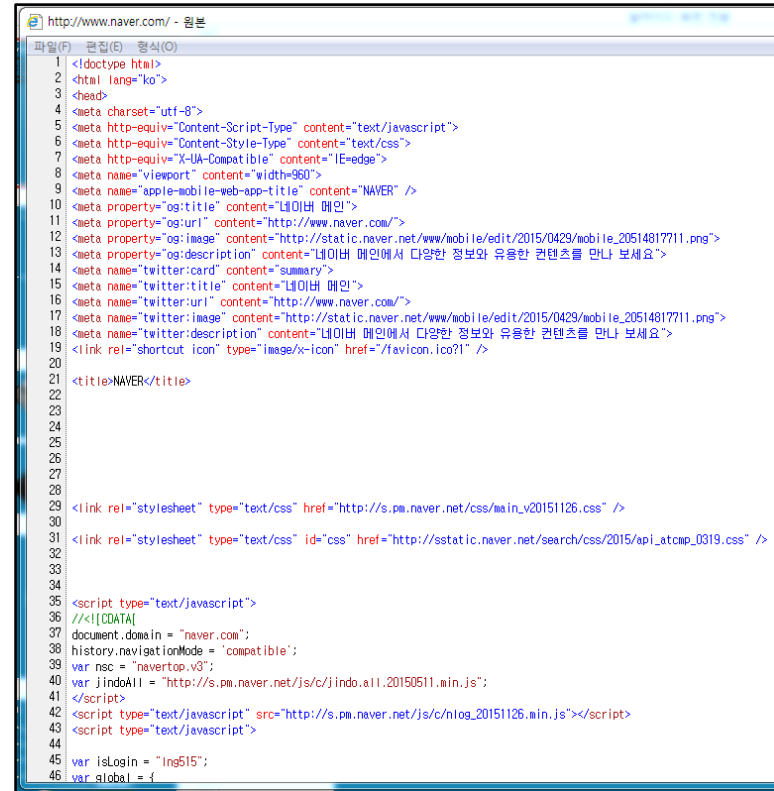 http://www.naver.com/ - 원본
파일(F) 편집(E) 형식(O)
1 <!doctype html>
2 <html lang="ko">
3 <head>
4 <meta charset="utf-8">
5 <meta http-equiv="Content-Script-Type" content="text/javascript">
6 <meta http-equiv="Content-Style-Type" content="text/css">
7 <meta http-equiv="X-UA-Compatible" content="IE=edge">
8 <meta name="viewport" content="width=960">
9 <meta name="apple-mobile-web-app-title" content="NAVER" />
10 <meta property="og:title" content="네이버 메인">
11 <meta property="og:url" content="http://www.naver.com/">
12 <meta property="og:image" content="http://static.naver.net/www/mobile/edit/2015/0429/mobile_20514817711.png">
13 <meta property="og:description" content="네이버 메인에서 다양한 정보와 유용한 컨텐츠를 만나 보세요">
14 <meta name="twitter:card" content="summary">
15 <meta name="twitter:title" content="네이버 메인">
16 <meta name="twitter:url" content="http://www.naver.com/">
17 <meta name="twitter:image" content="http://static.naver.net/www/mobile/edit/2015/0429/mobile_20514817711.png">
18 <meta name="twitter:description" content="네이버 메인에서 다양한 정보와 유용한 컨텐츠를 만나 보세요">
19 <link rel="shortcut icon" type="image/x-icon" href="/favicon.ico?1" />
20
21 <title>NAVER</title>
22
23
24
25
26
27
28
29 <link rel="stylesheet" type="text/css" href="http://s.pm.naver.net/css/main_v20151126.css" />
30
31 <link rel="stylesheet" type="text/css" id="css" href="http://sstatic.naver.net/search/css/2015/api_atcmp_0319.css" />
32
33
34
35 <script type="text/javascript">
36 //<![CDATA[
37 document.domain = "naver.com";
38 history.navigationMode = 'compatible';
39 var nsc = "navertop.v3";
40 var jindoAll = "http://s.pm.naver.net/js/c/jindo.all.20150511.min.js";
41 </script>
42 <script type="text/javascript" src="http://s.pm.naver.net/js/c/nlog_20151126.min.js"></script>
43 <script type="text/javascript">
44
45 var isLogin = "lng515";
46 var global = {